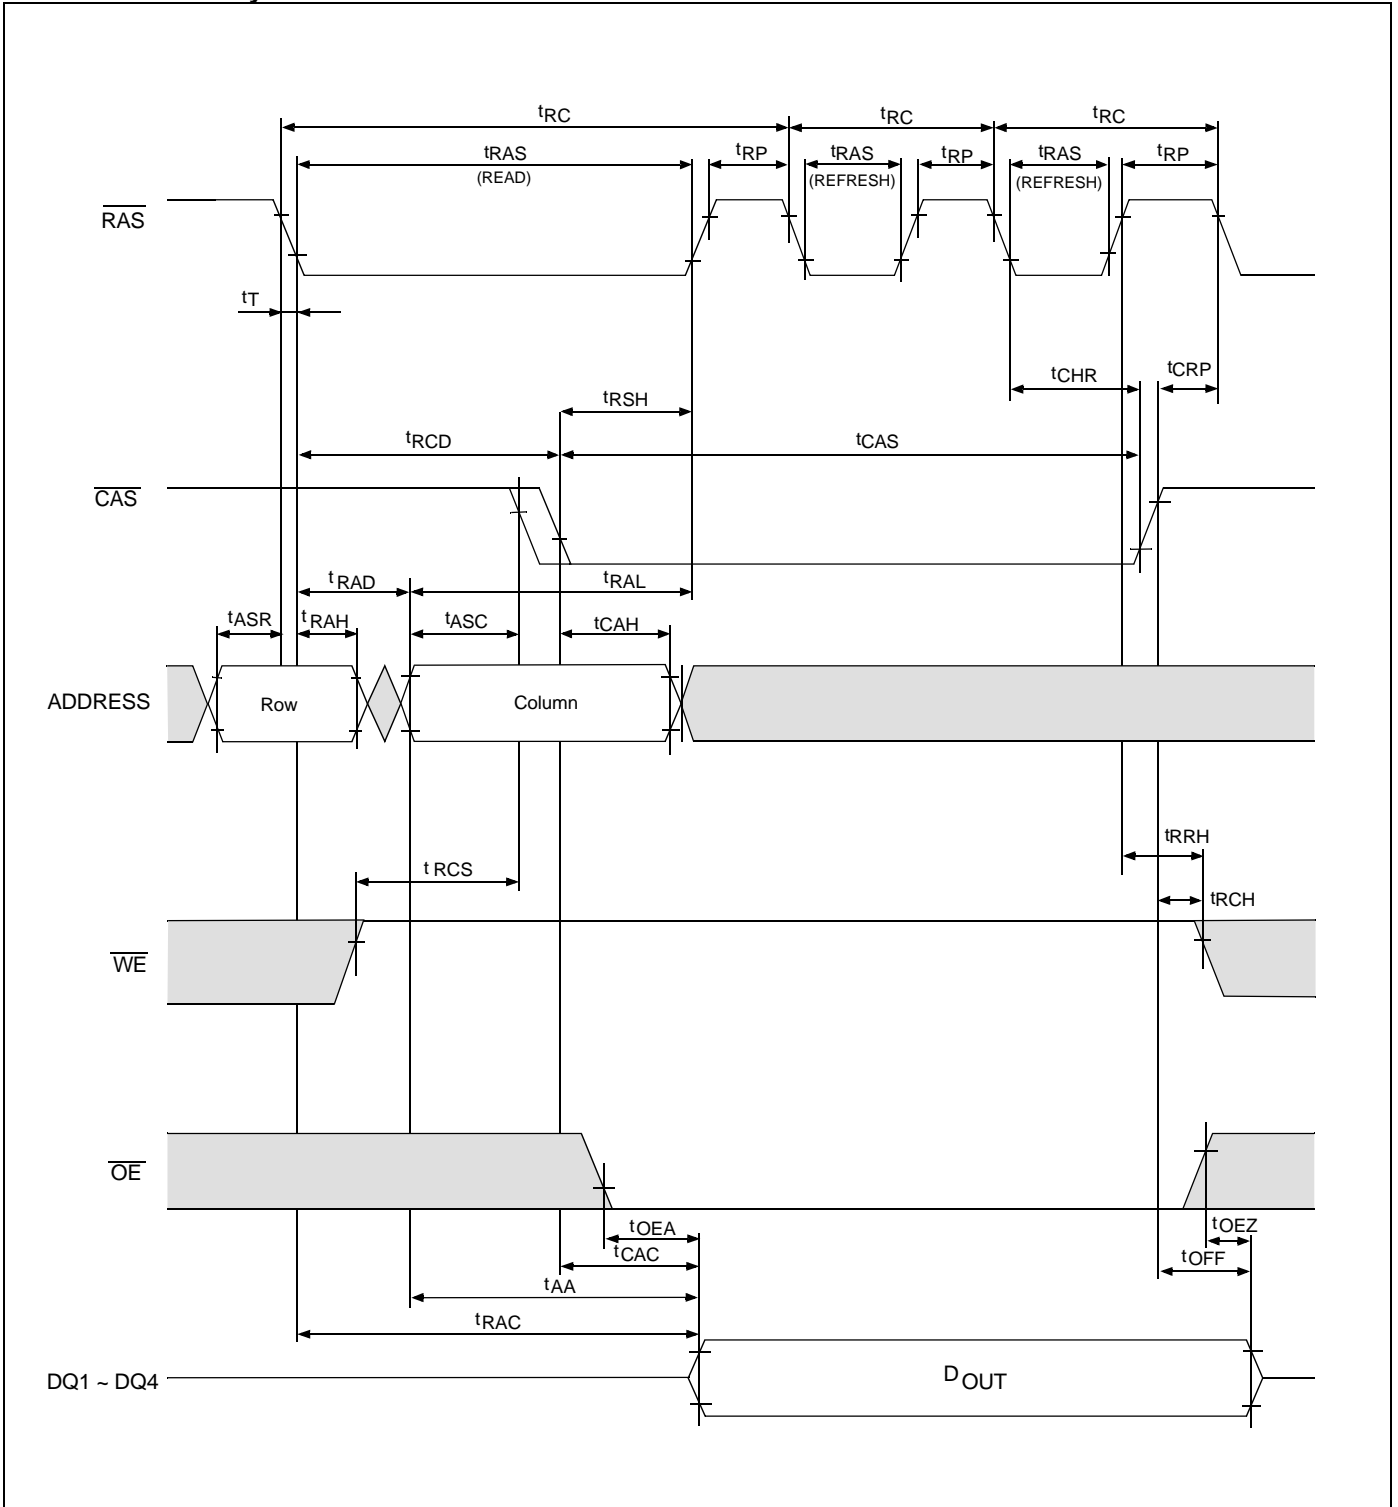 tRC tRC tRC
tRAS tRP tRAS tRP tRAS tRP
(READ) (REFRESH) (REFRESH)
RAS
tT
tCHR tCRP
tRSH
tRCD tCAS
CAS
tRAD tRAL
tASR tRAH tASC tCAH
ADDRESS Row Column
tRRH
tRCS
tRCH
WE
OE
tOEA tOEZ
tCAC tOFF
tAA
tRAC
DQ1 ~ DQ4 DOUT